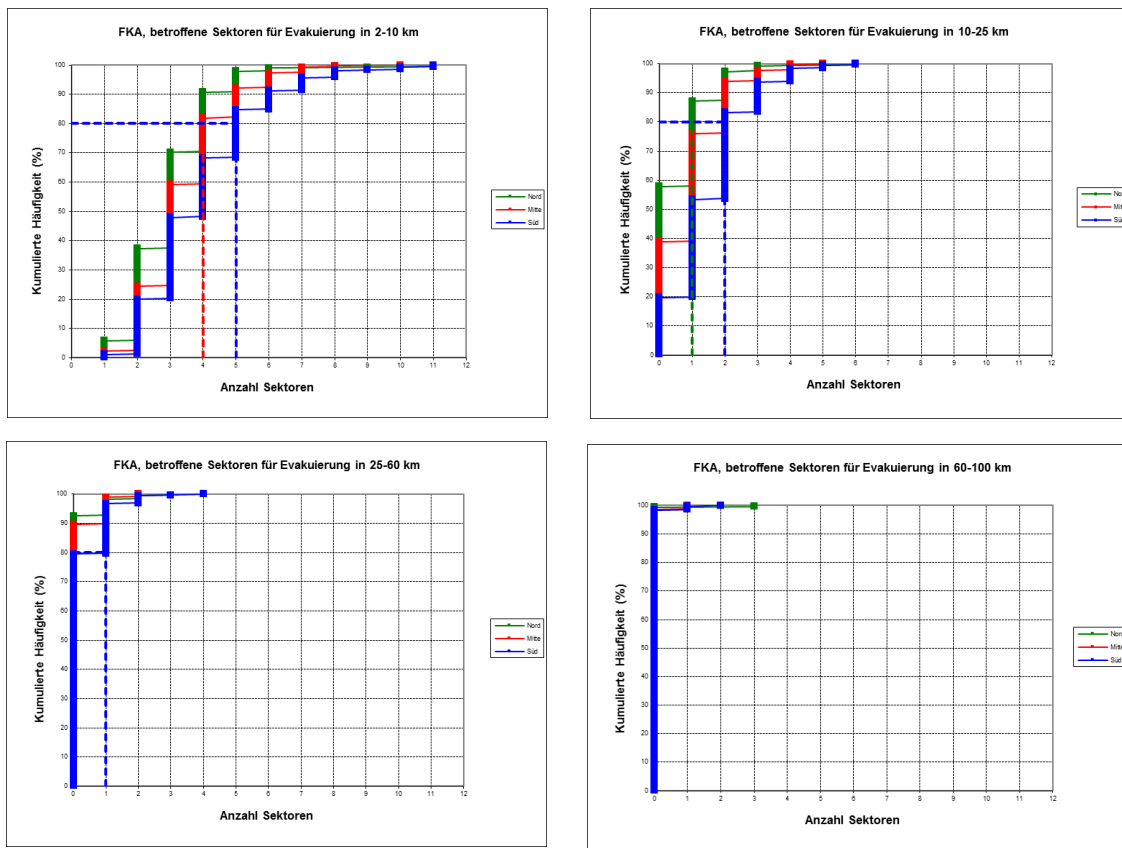 FKA, betroffene Sektoren für Evakuierung in 2-10 km
Kumulierte Häufigkeit (%)
100
90
80
70
60
50
40
30
20
10
0
0 1 2 3 4 5 6 7 8 9 10 11 12
Anzahl Sektoren
Nord
Mitte
Süd
FKA, betroffene Sektoren für Evakuierung in 10-25 km
Kumulierte Häufigkeit (%)
100
90
80
70
60
50
40
30
20
10
0
0 1 2 3 4 5 6 7 8 9 10 11 12
Anzahl Sektoren
Nor
Mitt
Süd
FKA, betroffene Sektoren für Evakuierung in 25-60 km
Kumulierte Häufigkeit (%)
100
90
80
70
60
50
40
30
20
10
0
0 1 2 3 4 5 6 7 8 9 10 11 12
Anzahl Sektoren
Nord
Mitte
Süd
FKA, betroffene Sektoren für Evakuierung in 60-100 km
Kumulierte Häufigkeit (%)
100
90
80
70
60
50
40
30
20
10
0
0 1 2 3 4 5 6 7 8 9 10 11 12
Anzahl Sektoren
Nor
Mitt
Süd